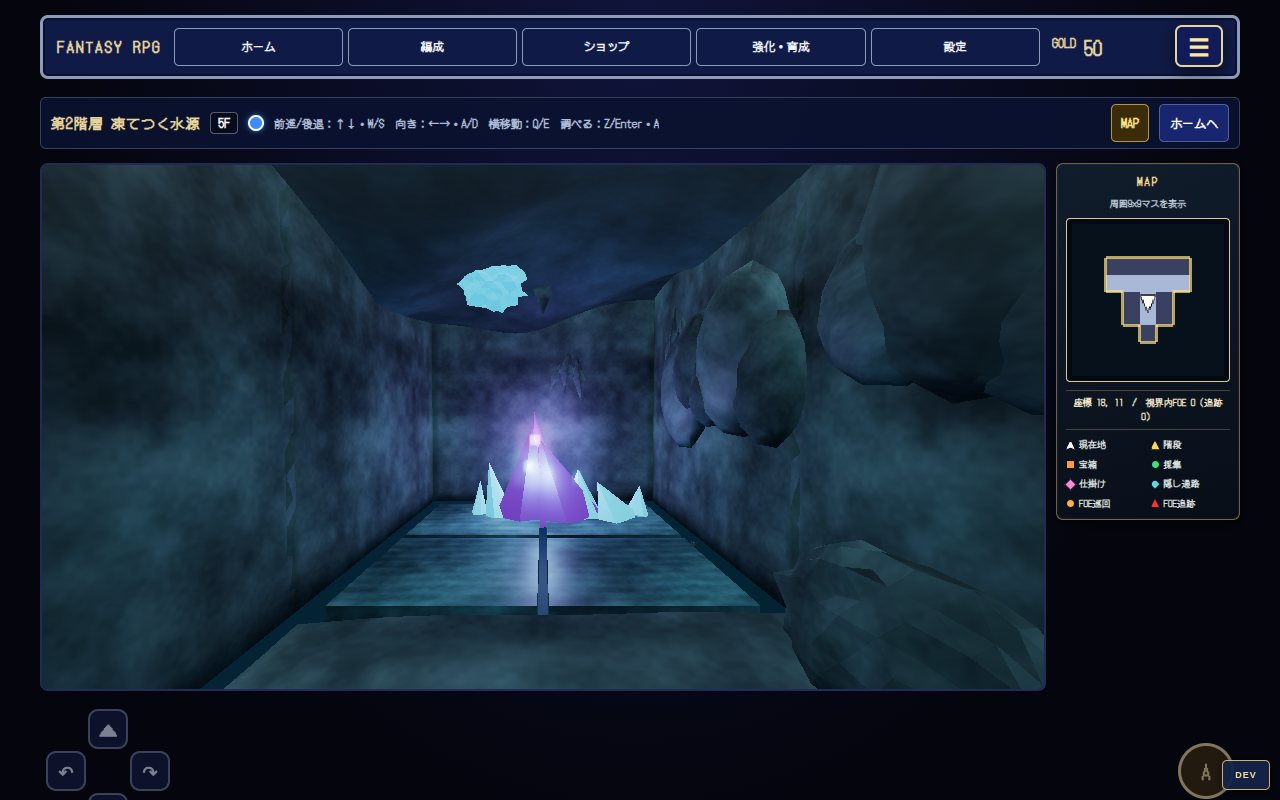 FANTASY RPG
ホーム
編成
ショップ
強化・育成
設定
GOLD 50
第2階層 凍てつく水源
5F
前進/後退：↑↓・W/S 向き：←→・A/D 横移動：Q/E 調べる：Z/Enter・A
MAP
ホームへ
MAP
周囲9x9マスを表示
座標 18, 11 / 視界内FOE 0（追跡
0）
現在地
階段
宝箱
採集
仕掛け
隠し通路
FOE巡回
FOE追跡
A
DEV